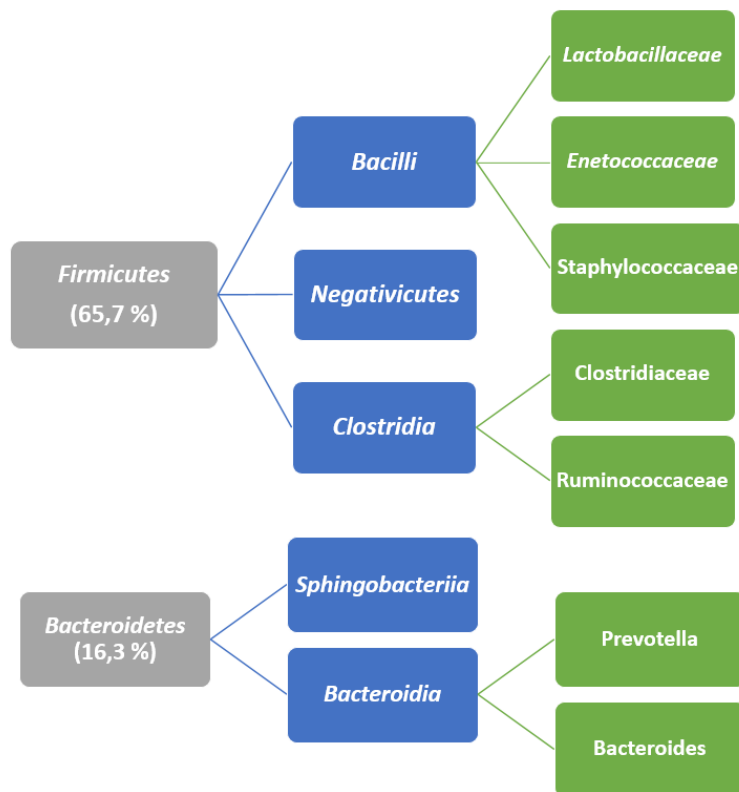 Firmicutes
(65,7 %)
Bacilli
Negativicutes
Clostridia
Lactobacillaceae
Enetococcaceae
Staphylococcaceae
Clostridiaceae
Ruminococcaceae
Bacteroidetes
(16,3 %)
Sphingobacteriia
Bacteroidia
Prevotella
Bacteroides